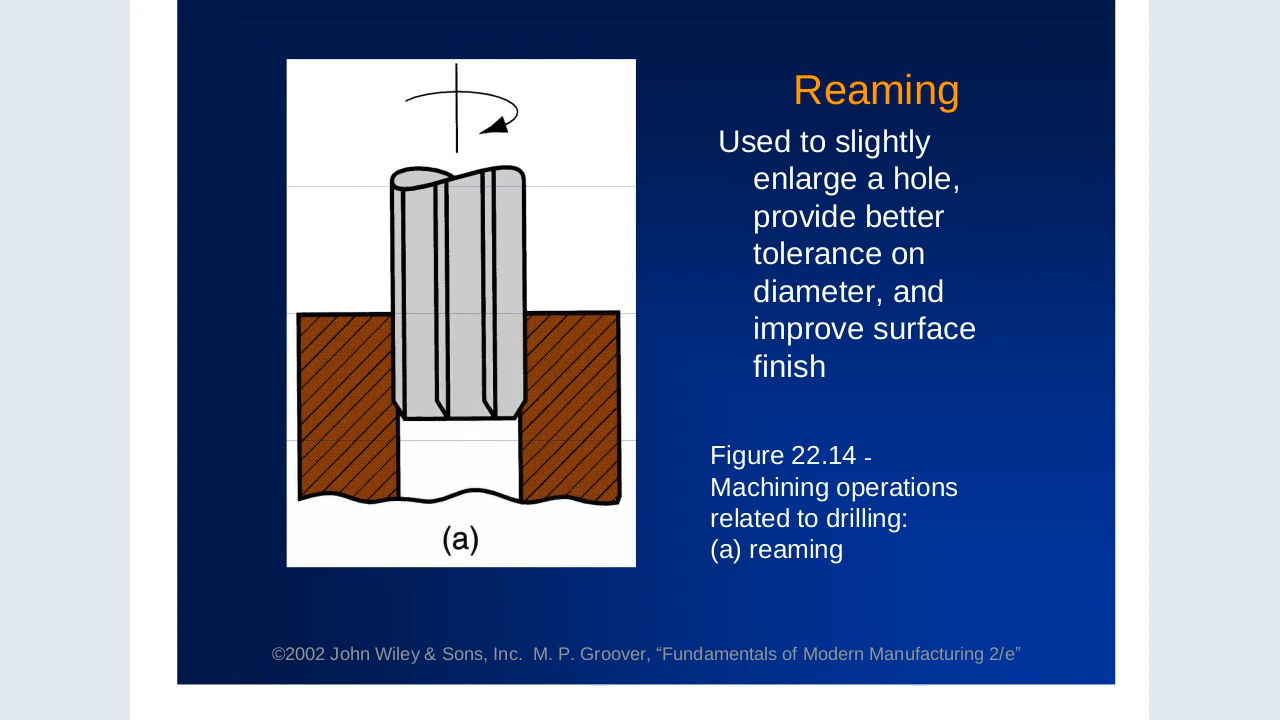 Reaming
Used to slightly
enlarge a hole,
provide better
tolerance on
diameter, and
improve surface
finish
Figure 22.14 -
Machining operations
related to drilling:
(a) reaming
(a)
©2002 John Wiley & Sons, Inc.  M. P. Groover, “Fundamentals of Modern Manufacturing 2/e”